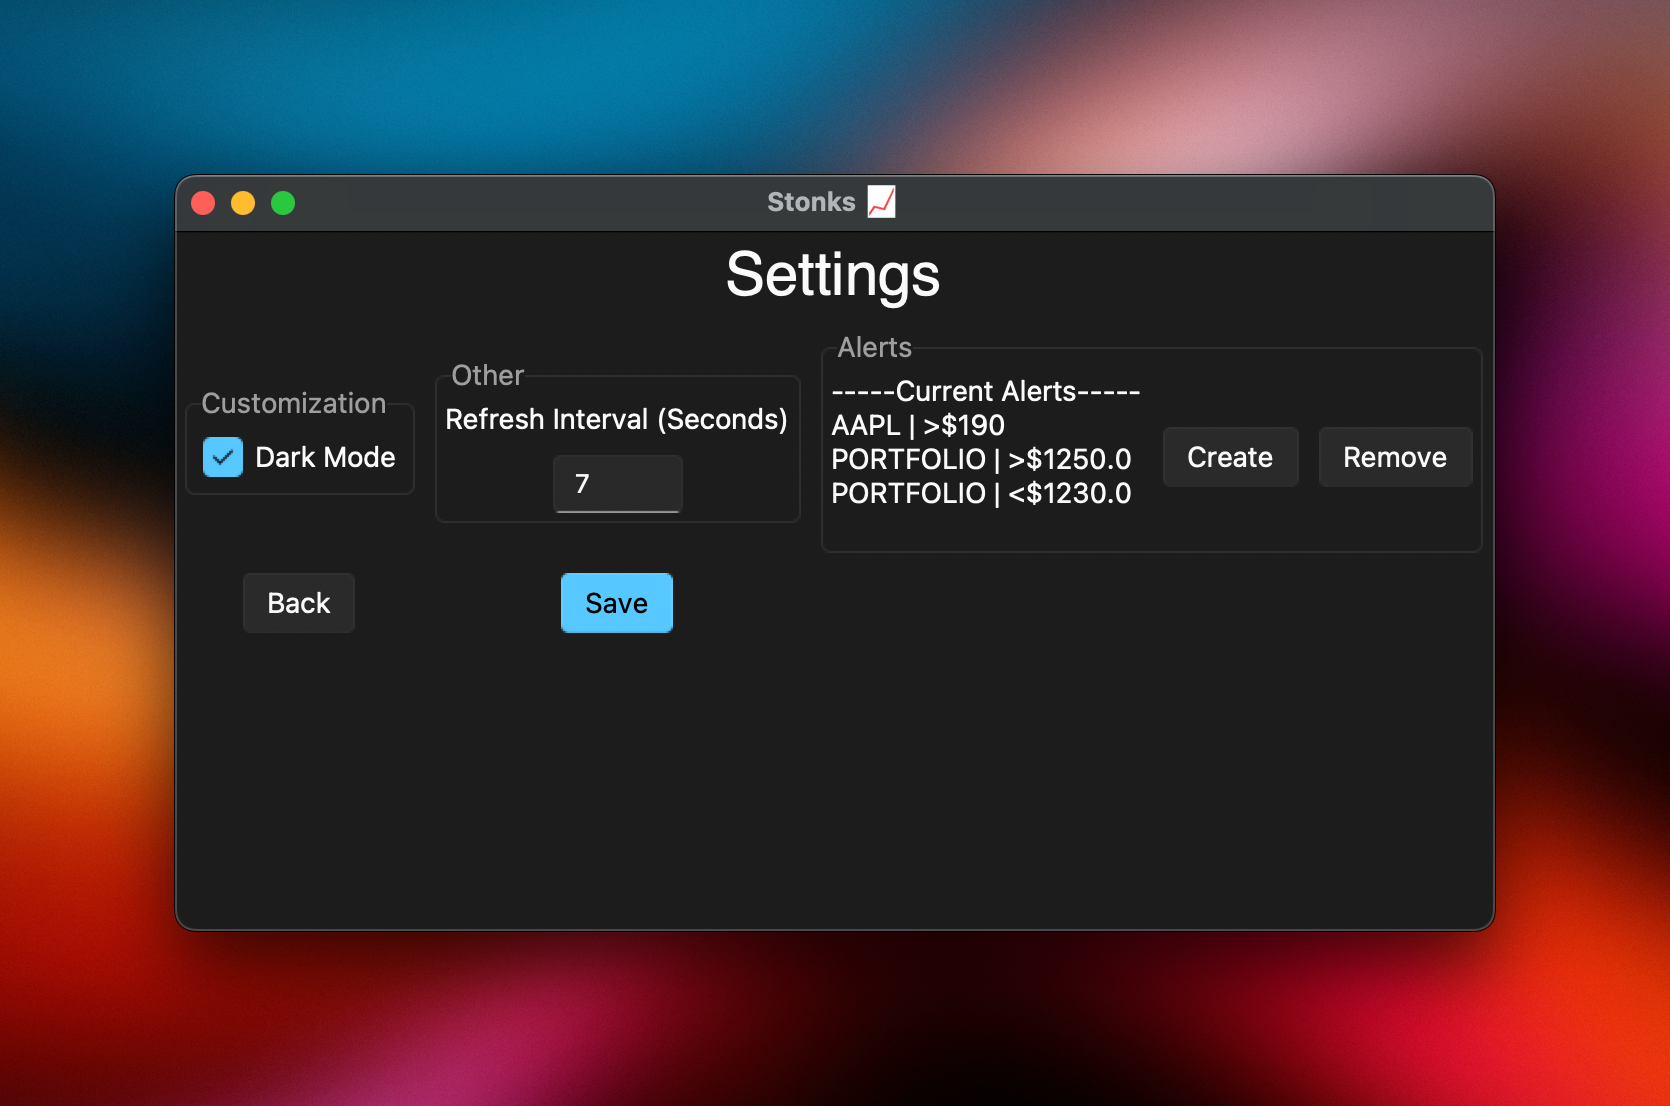 Stonks 📈
Settings
Customization
Dark Mode
Other
Refresh Interval (Seconds)
7
Alerts
-----Current Alerts-----
AAPL | >$190
PORTFOLIO | >$1250.0
PORTFOLIO | <$1230.0
Create
Remove
Back
Save